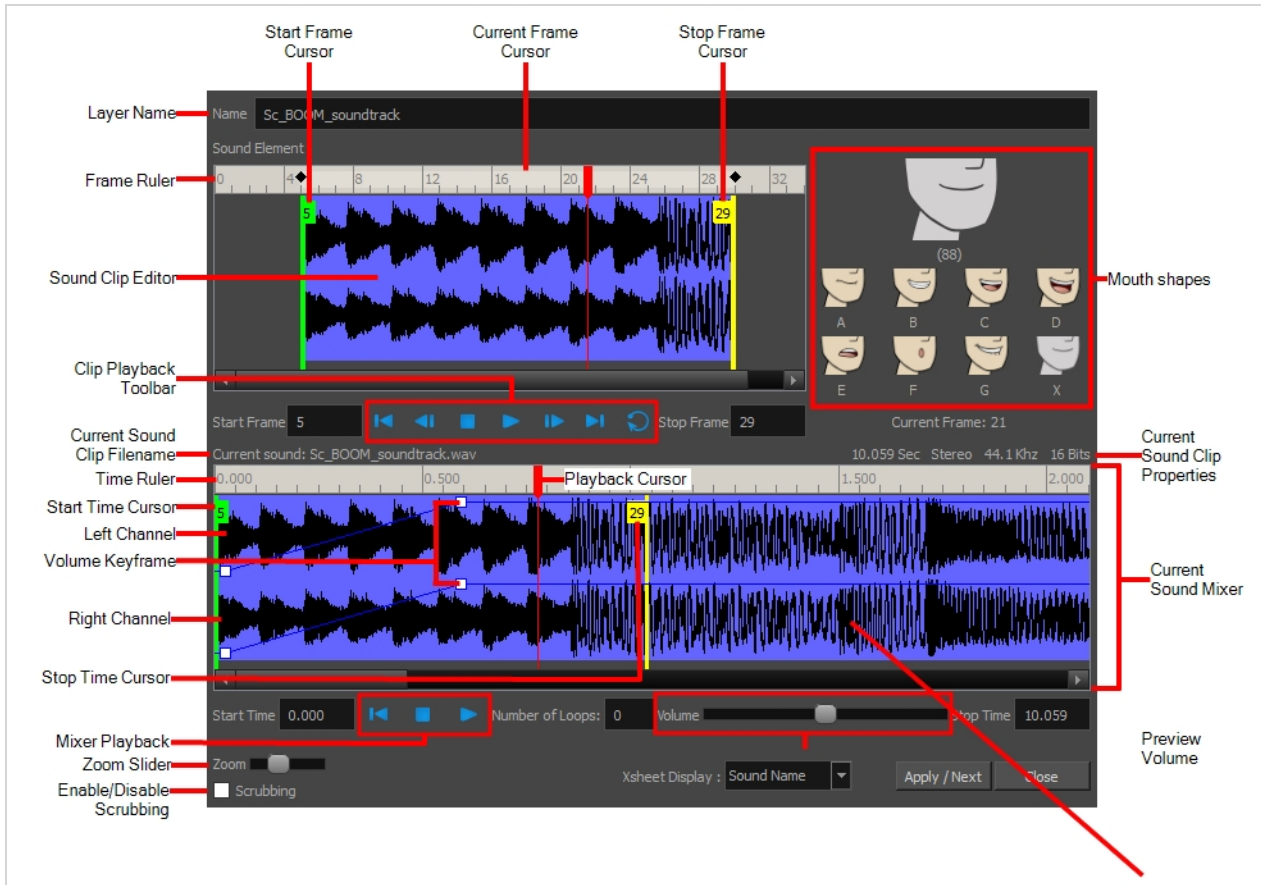 Start Frame
Cursor
Current Frame
Cursor
Stop Frame
Cursor
Layer Name
Name Sc_BOOM_soundtrack
Sound Element
Frame Ruler
0 4 8 12 16 20 24 28 32
5
29
Sound Clip Editor
(88)
Mouth shapes
A B C D
E F G X
Clip Playback
Toolbar
Start Frame 5
Stop Frame 29
Current Frame: 21
Current Sound
Clip Filename
Current sound: Sc_BOOM_soundtrack.wav
10.059 Sec Stereo 44.1 Khz 16 Bits
Current
Sound Clip
Properties
Time Ruler
0.000 0.500 1.500 2.000
Playback Cursor
Start Time Cursor
5
29
Left Channel
Volume Keyframe
Current
Sound Mixer
Right Channel
Stop Time Cursor
Start Time 0.000
Number of Loops: 0
Volume
Stop Time 10.059
Mixer Playback
Preview
Volume
Zoom Slider
Zoom
Xsheet Display : Sound Name
Apply / Next
Close
Enable/Disable
Scrubbing
Scrubbing